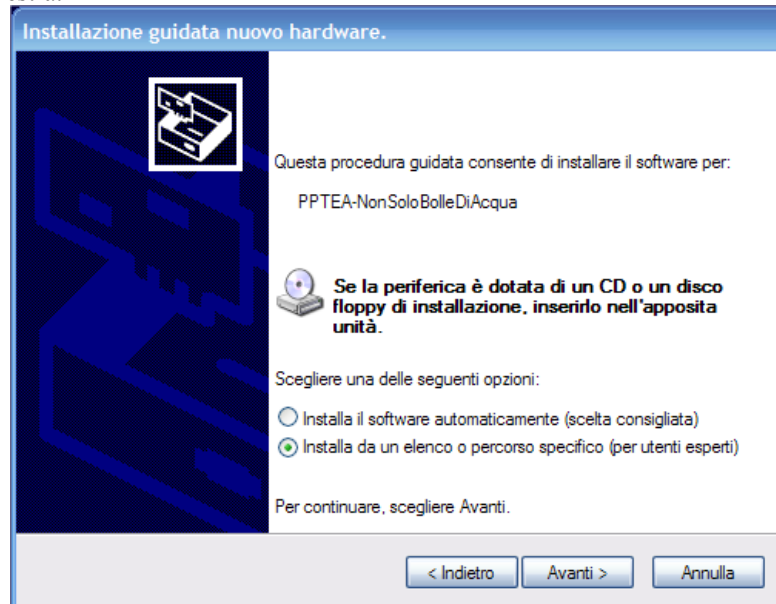 Installazione guidata nuovo hardware.
Questa procedura guidata consente di installare il software per:
PPTEA-NonSoloBolleDiAcqua
Se la periferica è dotata di un CD o un disco
floppy di installazione, inserirlo nell'apposita
unità.
Scegliere una delle seguenti opzioni:
Installa il software automaticamente (scelta consigliata)
Installa da un elenco o percorso specifico (per utenti esperti)
Per continuare, scegliere Avanti.
< Indietro
Avanti >
Annulla